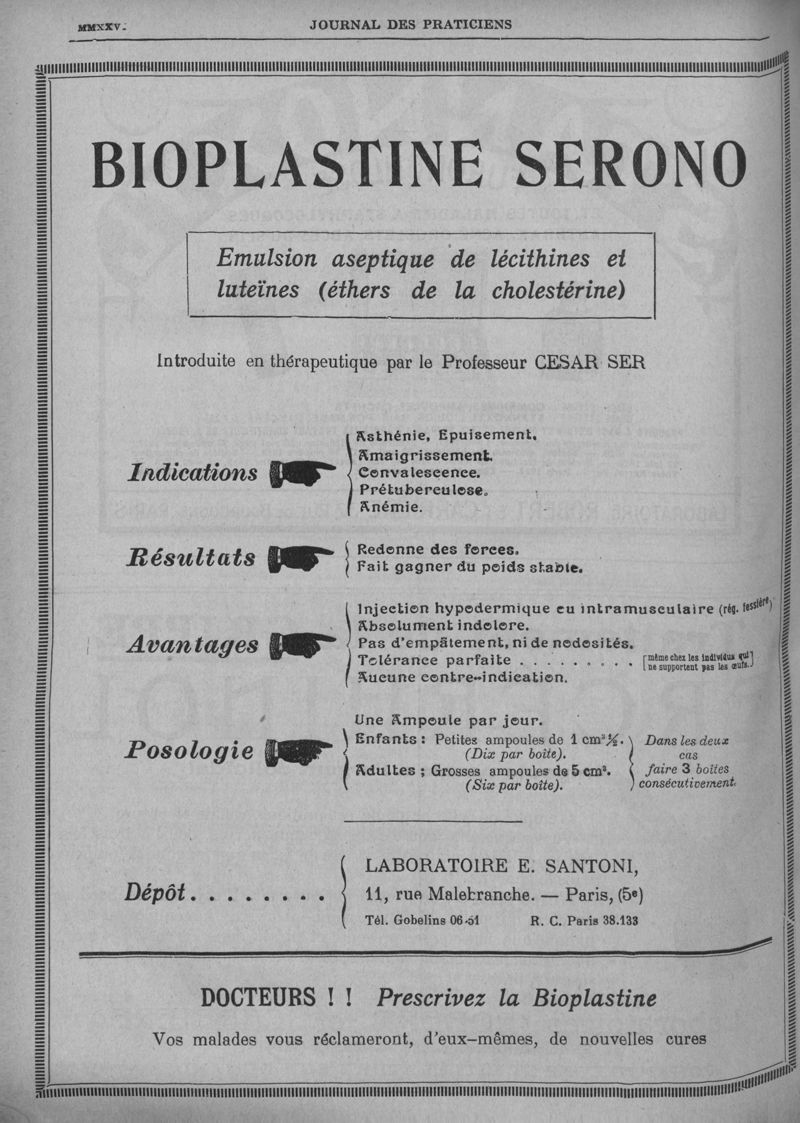 MMXXV.
JOURNAL DES PRATICIENS
BIOPLASTINE SERONO
Emulsion aseptique de lécithines et
luteïnes (éthers de la cholestérine)
Introduite en thérapeutique par le Professeur CESAR SER
Indications
Asthénie, Epuisement.
Amaigrissement.
Convalescence.
Prétuberculose.
Anémie.
Résultats
Redonne des forces.
Fait gagner du poids stable.
Avantages
Injection hypodermique ou intramusculaire (rég. fessière)
Absolument indolore.
Pas d'empâtement, ni de nodosités.
Tolérance parfaite . . . . . . . . . [même chez les individus qui
ne supportent pas les œufs.]
Aucune contre-indication.
Posologie
Une Ampoule par jour.
Enfants : Petites ampoules de 1 cm³ ½.
(Dix par boîte).
Adultes ; Grosses ampoules de 5 cm³.
(Six par boîte).
Dans les deux
cas
faire 3 boîtes
consécutivement.
Dépôt . . . . . . . .
LABORATOIRE E. SANTONI,
11, rue Malebranche. — Paris, (5e)
Tél. Gobelins 06-51 R. C. Paris 38.133
DOCTEURS ! ! Prescrivez la Bioplastine
Vos malades vous réclameront, d'eux-mêmes, de nouvelles cures